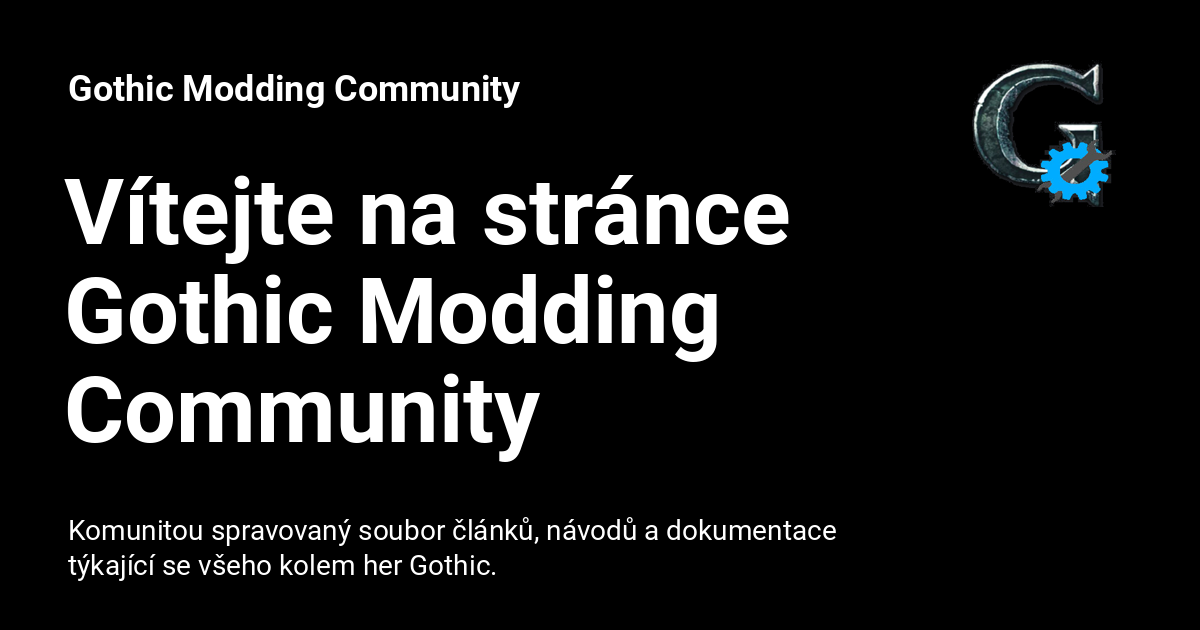 Gothic Modding Community
Vítejte na stránce
Gothic Modding
Community
Komunitou spravovaný soubor článků, návodů a dokumentace
týkající se všeho kolem her Gothic.
G